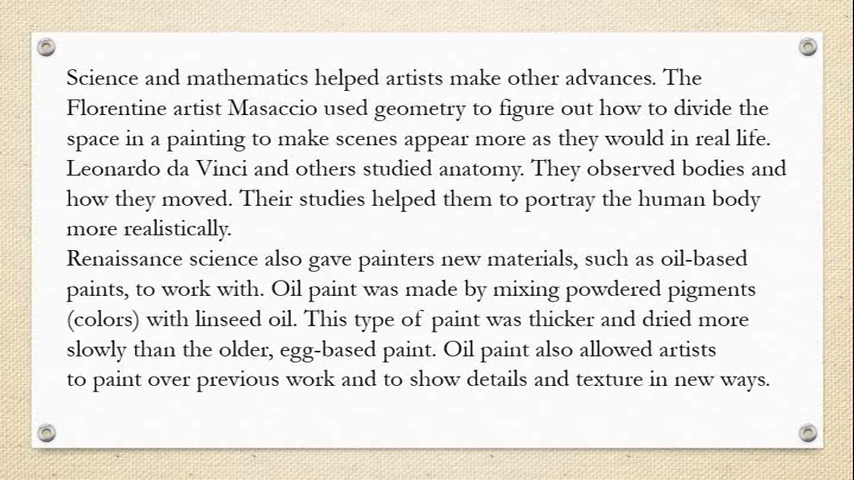 Science and mathematics helped artists make other advances. The
Florentine artist Masaccio used geometry to figure out how to divide the
space in a painting to make scenes appear more as they would in real life.
Leonardo da Vinci and others studied anatomy. They observed bodies and
how they moved. Their studies helped them to portray the human body
more realistically.
Renaissance science also gave painters new materials, such as oil-based
paints, to work with. Oil paint was made by mixing powdered pigments
(colors) with linseed oil. This type of paint was thicker and dried more
slowly than the older, egg-based paint. Oil paint also allowed artists
to paint over previous work and to show details and texture in new ways.